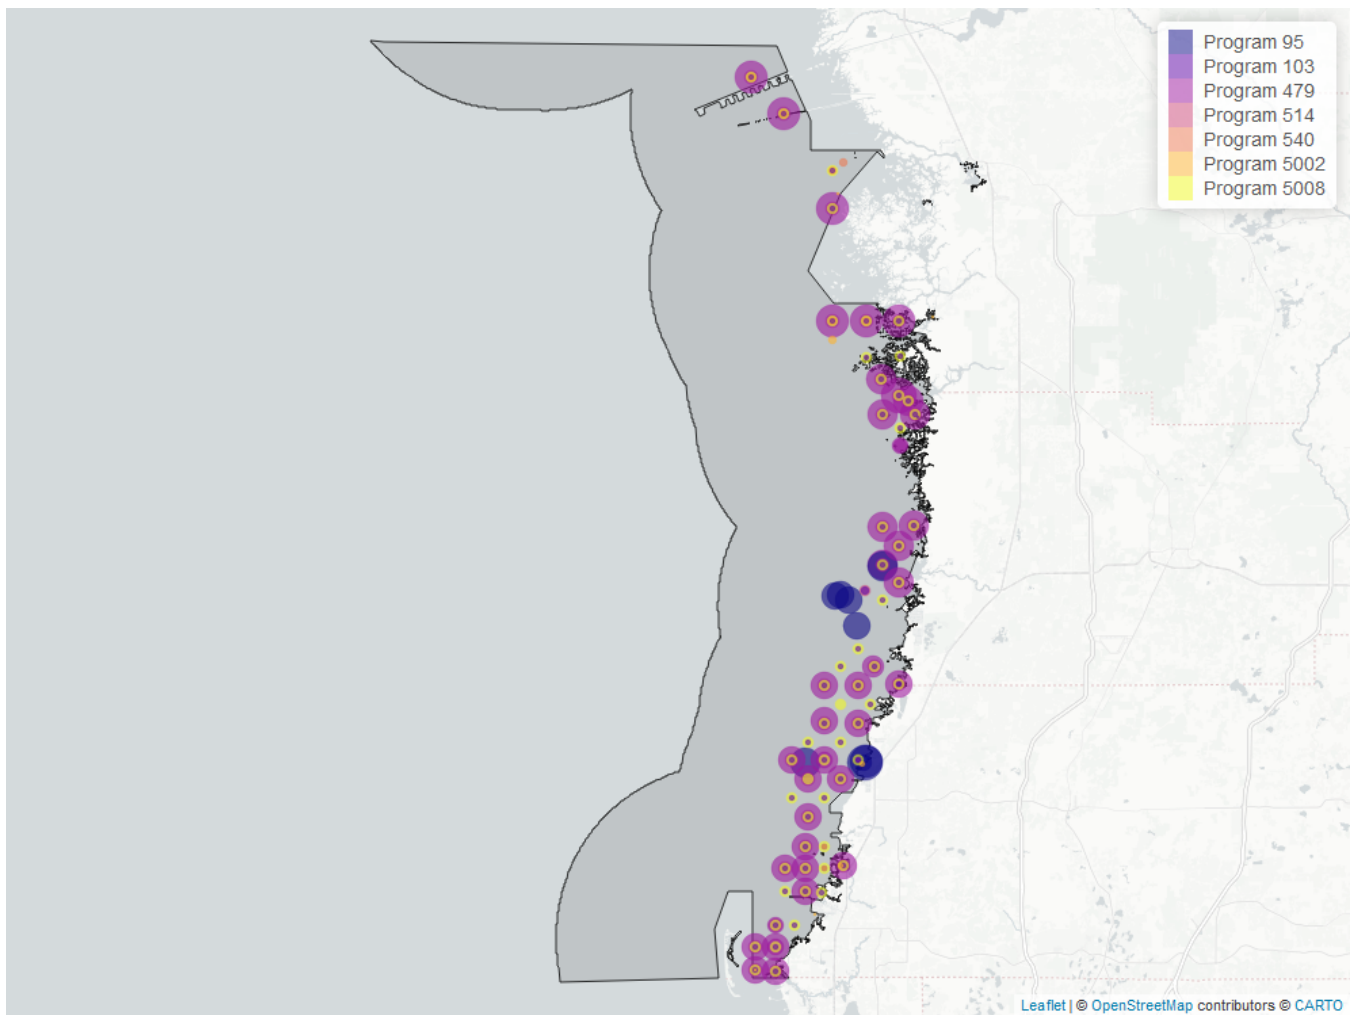 Program 95
Program 103
Program 479
Program 514
Program 540
Program 5002
Program 5008
Leaflet | © OpenStreetMap contributors © CARTO